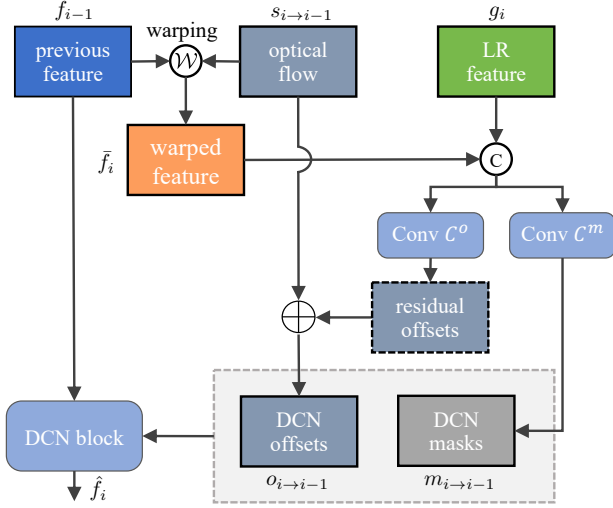 f_{i−1}
s_{i→i−1}
g_i
previous
feature
warping
W
optical
flow
LR
feature
f̄_i
warped
feature
C
Conv C^o
Conv C^m
residual
offsets
DCN block
DCN
offsets
DCN
masks
o_{i→i−1}
m_{i→i−1}
f̂_i